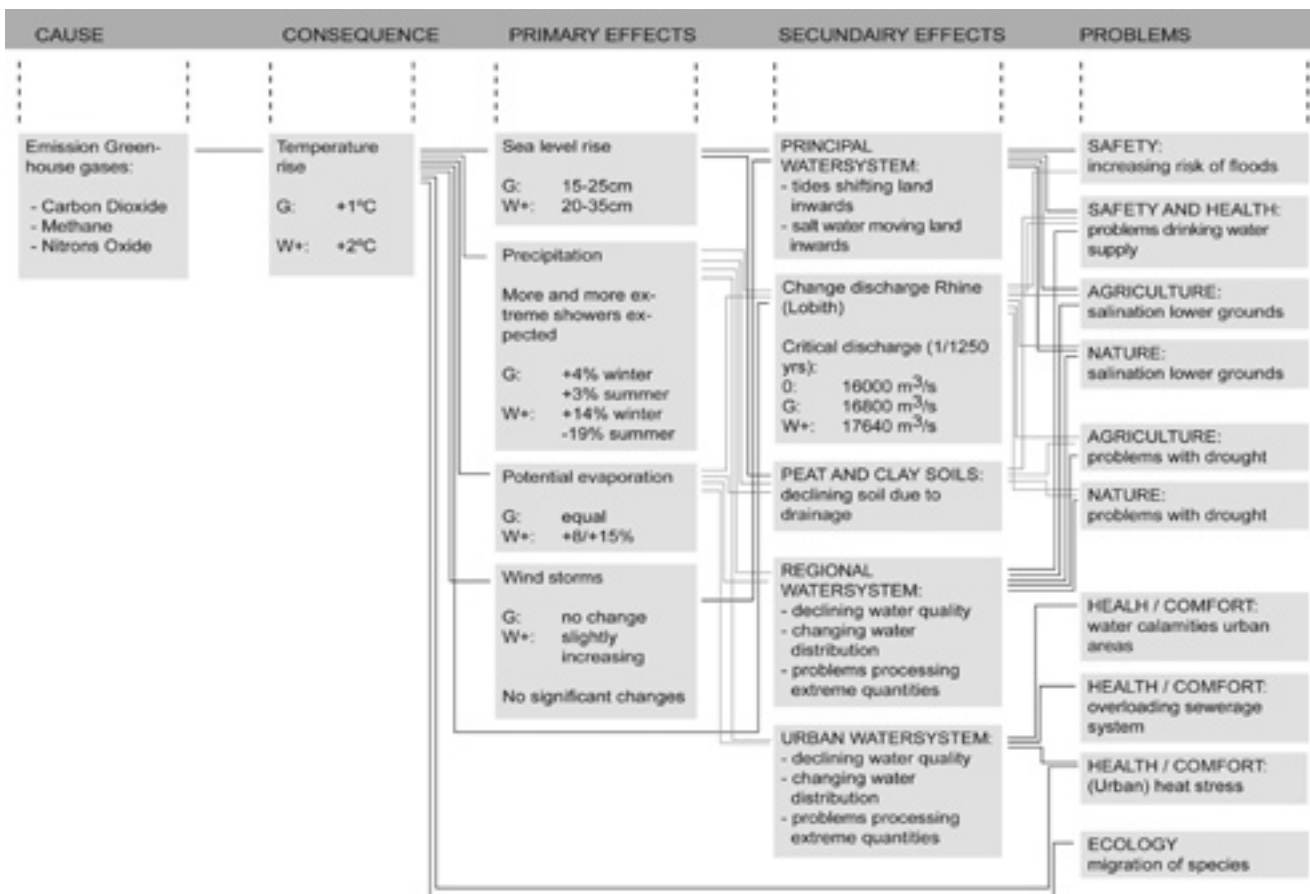 CAUSE
CONSEQUENCE
PRIMARY EFFECTS
SECUNDAIRY EFFECTS
PROBLEMS
Emission Green-
house gases:
- Carbon Dioxide
- Methane
- Nitrons Oxide
Temperature
rise
G: +1ºC
W+: +2ºC
Sea level rise
G: 15-25cm
W+: 20-35cm
Precipitation
More and more ex-
treme showers ex-
pected
G: +4% winter
+3% summer
W+: +14% winter
-19% summer
Potential evaporation
G: equal
W+: +8/+15%
Wind storms
G: no change
W+: slightly
increasing
No significant changes
PRINCIPAL
WATERSYSTEM:
- tides shifting land
inwards
- salt water moving land
inwards
Change discharge Rhine
(Lobith)
Critical discharge (1/1250
yrs):
0: 16000 m³/s
G: 16800 m³/s
W+: 17640 m³/s
PEAT AND CLAY SOILS:
declining soil due to
drainage
REGIONAL
WATERSYSTEM:
- declining water quality
- changing water
distribution
- problems processing
extreme quantities
URBAN WATERSYSTEM:
- declining water quality
- changing water
distribution
- problems processing
extreme quantities
SAFETY:
increasing risk of floods
SAFETY AND HEALTH:
problems drinking water
supply
AGRICULTURE:
salination lower grounds
NATURE:
salination lower grounds
AGRICULTURE:
problems with drought
NATURE:
problems with drought
HEALH / COMFORT:
water calamities urban
areas
HEALTH / COMFORT:
overloading sewerage
system
HEALTH / COMFORT:
(Urban) heat stress
ECOLOGY
migration of species